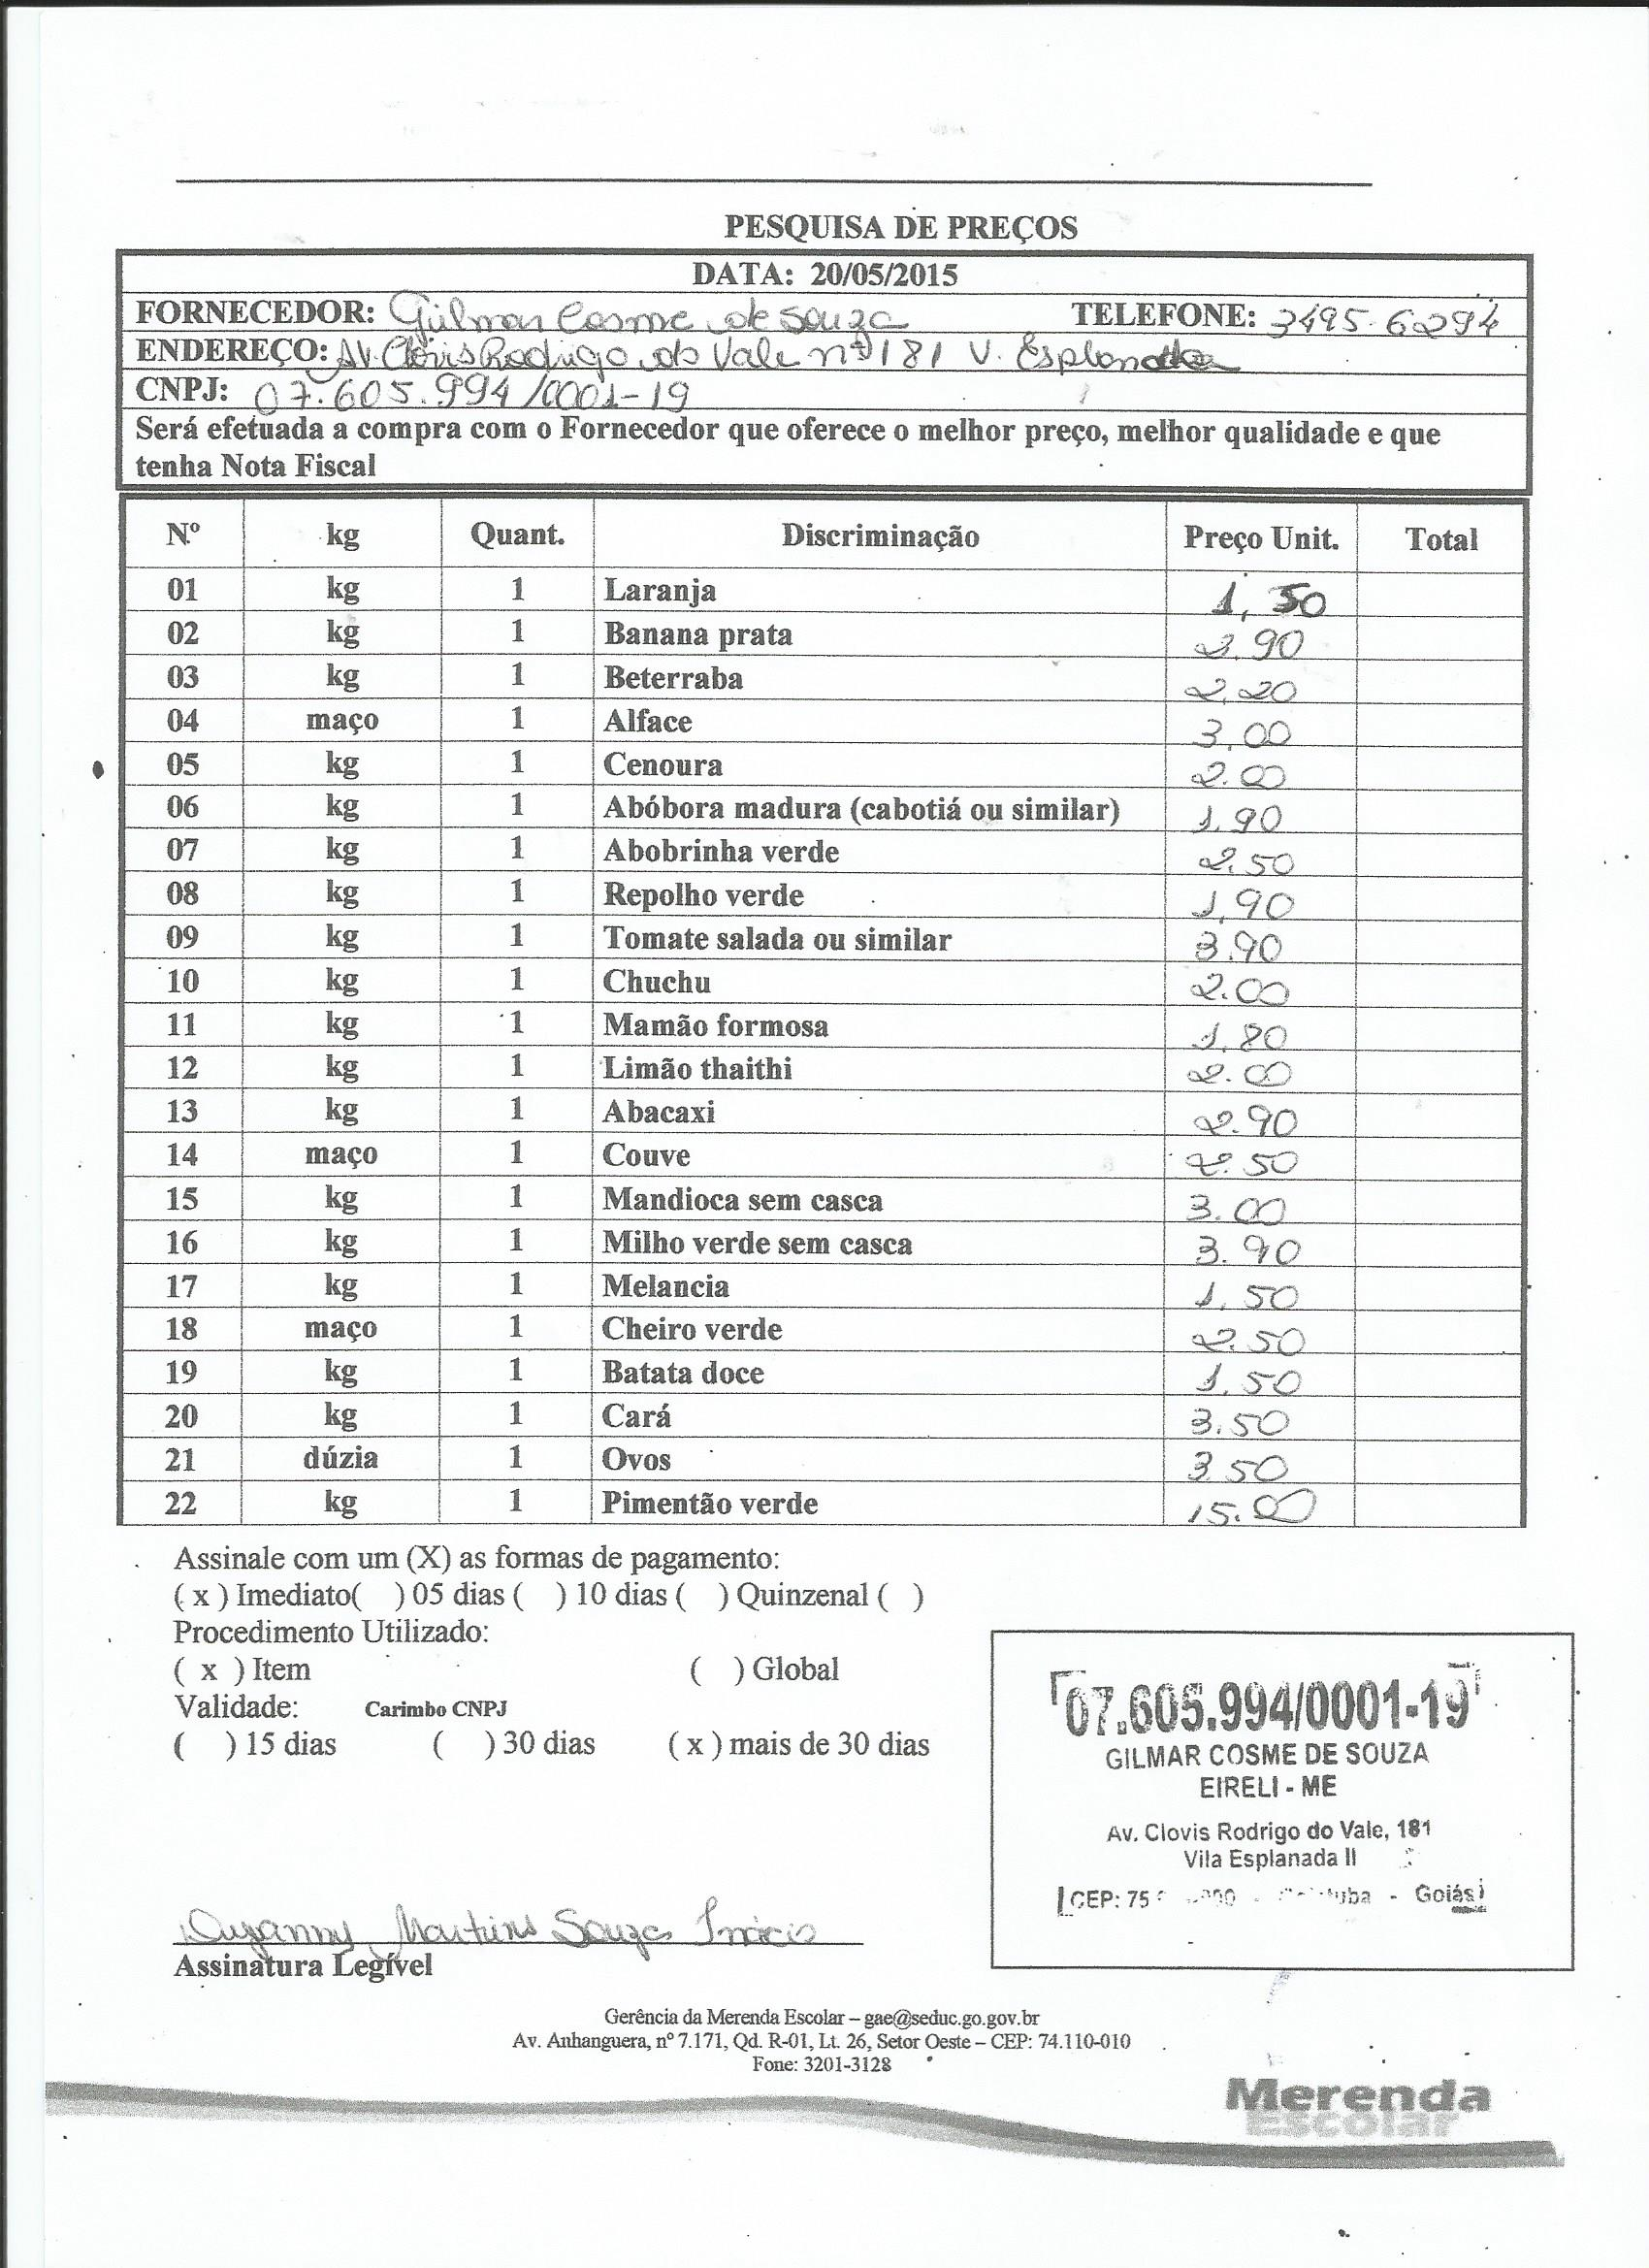 PESQUISA DE PREÇOS
DATA: 20/05/2015
FORNECEDOR: Gilmar Cosme de Souza TELEFONE: 3495-6294
ENDEREÇO: AV. Clóvis Rodrigo do Vale nº 181 V. Esplanada
CNPJ: 07.605.994/0001-19
Será efetuada a compra com o Fornecedor que oferece o melhor preço, melhor qualidade e que
tenha Nota Fiscal
Nº kg Quant. Discriminação Preço Unit. Total
01 kg 1 Laranja 1,50
02 kg 1 Banana prata 90
03 kg 1 Beterraba 2,20
04 maço 1 Alface 3,00
05 kg 1 Cenoura 2.00
06 kg 1 Abóbora madura (cabotiá ou similar) 1,90
07 kg 1 Abobrinha verde 2.50
08 kg 1 Repolho verde 1,90
09 kg 1 Tomate salada ou similar 3.90
10 kg 1 Chuchu 2.00
11 kg 1 Mamão formosa 1,80
12 kg 1 Limão thaithi 2.00
13 kg 1 Abacaxi 2.90
14 maço 1 Couve 2.50
15 kg 1 Mandioca sem casca 3.00
16 kg 1 Milho verde sem casca 3.90
17 kg 1 Melancia 1,50
18 maço 1 Cheiro verde 2.50
19 kg 1 Batata doce 1.50
20 kg 1 Cará 3.50
21 dúzia 1 Ovos 3 50
22 kg 1 Pimentão verde 15.00
Assinale com um (X) as formas de pagamento:
( x ) Imediato( ) 05 dias ( ) 10 dias ( ) Quinzenal ( )
Procedimento Utilizado:
( x ) Item ( ) Global
Validade: Carimbo CNPJ
( ) 15 dias ( ) 30 dias ( x ) mais de 30 dias
07.605.994/0001-19
GILMAR COSME DE SOUZA
EIRELI - ME
Av. Clovis Rodrigo do Vale, 181
Vila Esplanada II
CEP: 75 - Goiás
Martins Souza Inácio
Assinatura Legível
Gerência da Merenda Escolar – gae@seduc.go.gov.br
Av. Anhanguera, nº 7.171, Qd. R-01, Lt. 26, Setor Oeste – CEP: 74.110-010
Fone: 3201-3128
Merenda
Escolar